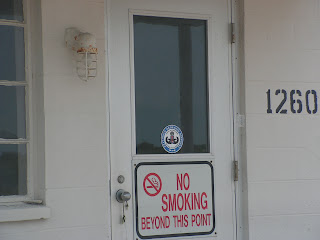 1260
NO
SMOKING
BEYOND THIS POINT